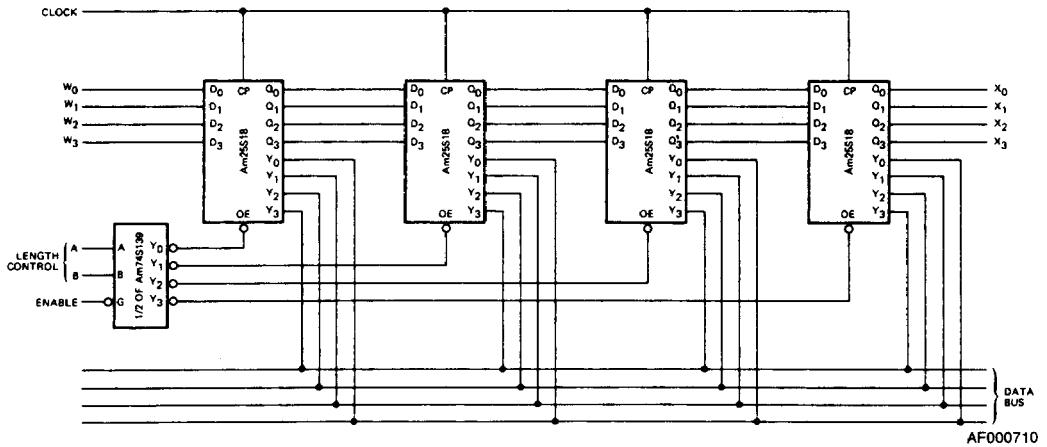 CLOCK
W0
W1
W2
W3
D0 CP Q0
D1 Q1
D2 Q2
D3 Q3
Y0
Y1
Y2
OE Y3
Am25S18
D0 CP Q0
D1 Q1
D2 Q2
D3 Q3
Y0
Y1
Y2
OE Y3
Am25S18
D0 CP Q0
D1 Q1
D2 Q2
D3 Q3
Y0
Y1
Y2
OE Y3
Am25S18
D0 CP Q0
D1 Q1
D2 Q2
D3 Q3
Y0
Y1
Y2
OE Y3
Am25S18
X0
X1
X2
X3
LENGTH
CONTROL
A
B
ENABLE
A Y0
Y1
B Y2
G Y3
1/2 OF Am74S139
DATA
BUS
AF000710